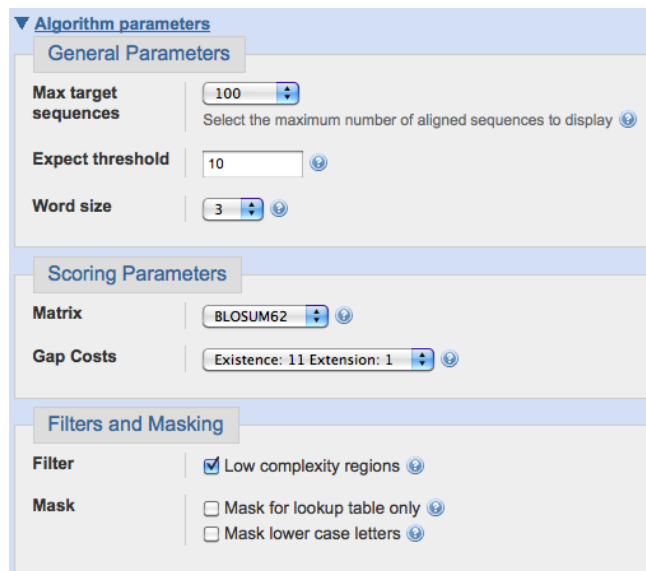 Algorithm parameters
General Parameters
Max target
sequences
100
Select the maximum number of aligned sequences to display
Expect threshold
10
Word size
3
Scoring Parameters
Matrix
BLOSUM62
Gap Costs
Existence: 11 Extension: 1
Filters and Masking
Filter
Low complexity regions
Mask
Mask for lookup table only
Mask lower case letters